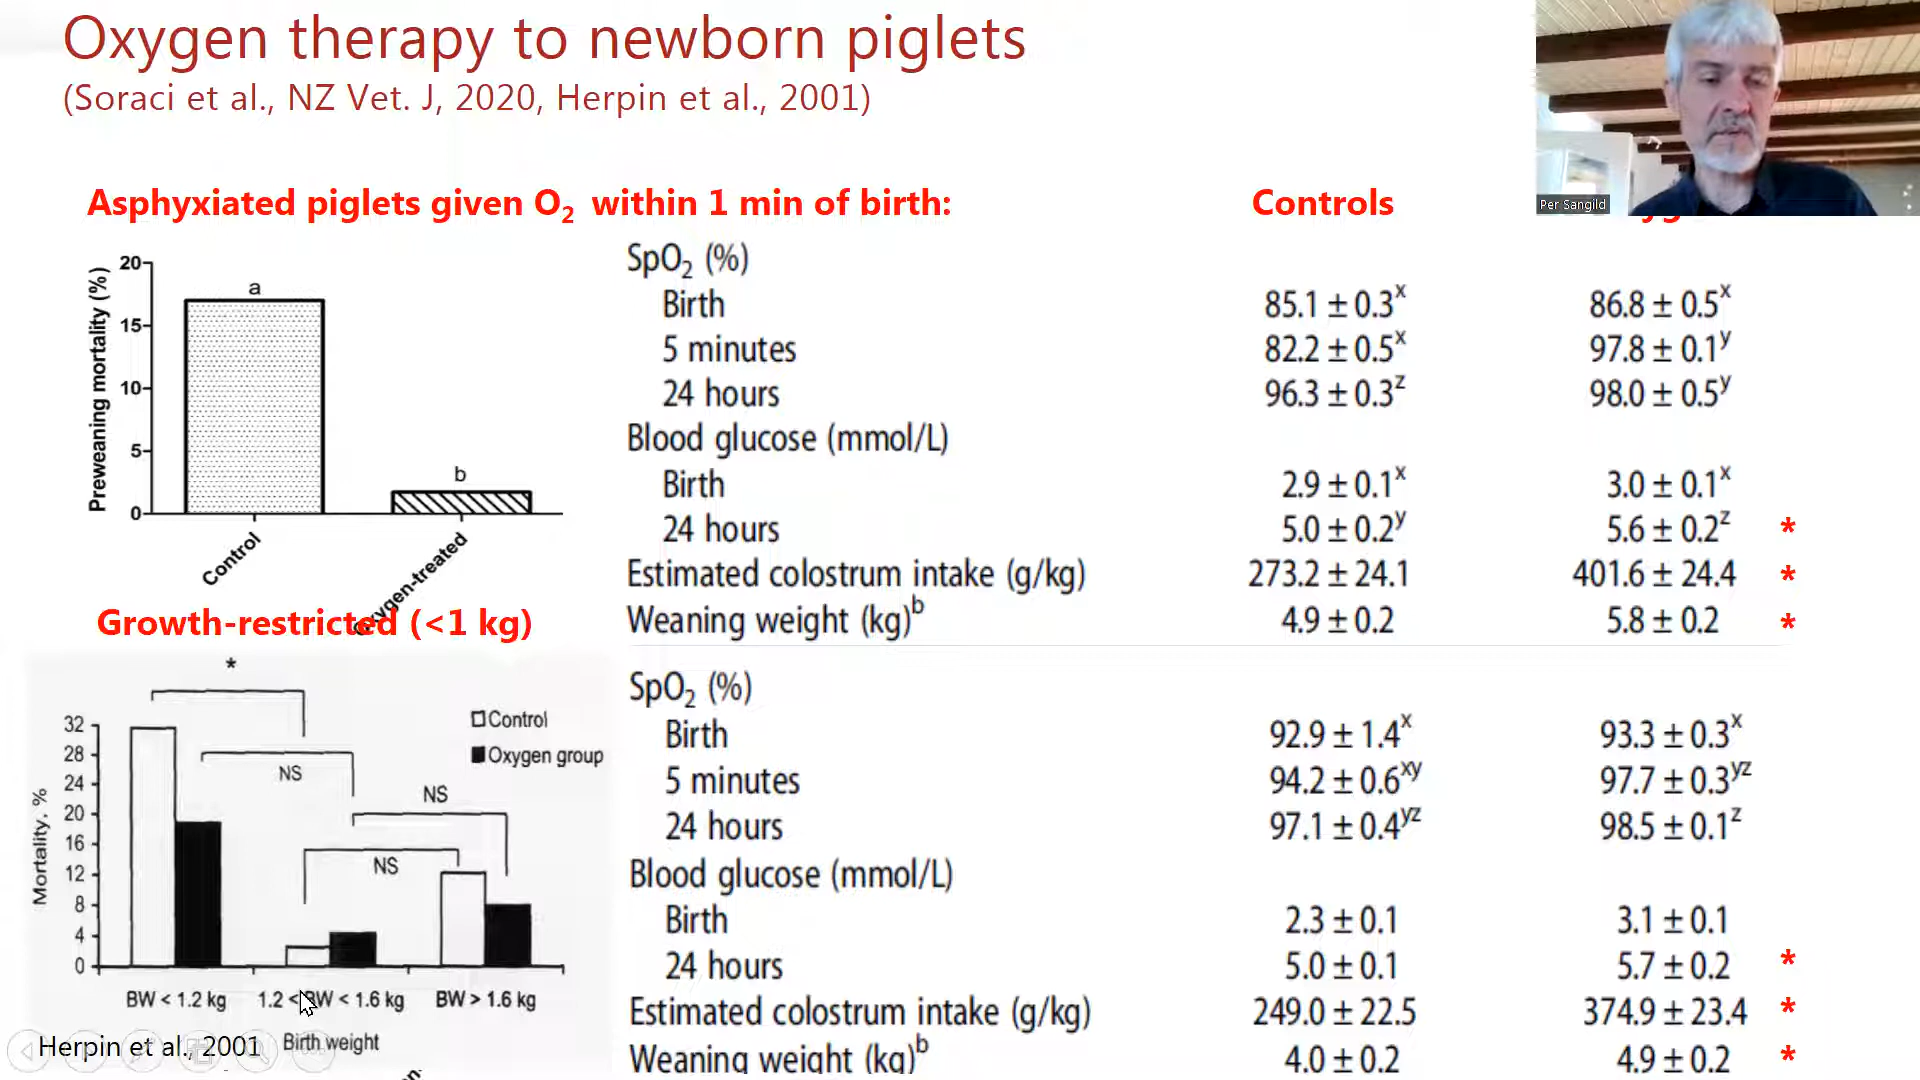 Oxygen therapy to newborn piglets
(Soraci et al., NZ Vet. J, 2020, Herpin et al., 2001)
Per Sangild
Asphyxiated piglets given O2 within 1 min of birth: Controls
Preweaning mortality (%)
20
15
10
5
0
a
b
Control
Oxygen-treated
SpO2 (%)
Birth 85.1 ± 0.3x 86.8 ± 0.5x
5 minutes 82.2 ± 0.5x 97.8 ± 0.1y
24 hours 96.3 ± 0.3z 98.0 ± 0.5y
Blood glucose (mmol/L)
Birth 2.9 ± 0.1x 3.0 ± 0.1x
24 hours 5.0 ± 0.2y 5.6 ± 0.2z *
Estimated colostrum intake (g/kg) 273.2 ± 24.1 401.6 ± 24.4 *
Weaning weight (kg)b 4.9 ± 0.2 5.8 ± 0.2 *
Growth-restricted (<1 kg)
*
NS
NS
NS
Control
Oxygen group
Mortality, %
32
28
24
20
16
12
8
4
0
BW < 1.2 kg 1.2 < BW < 1.6 kg BW > 1.6 kg
Birth weight
Herpin et al., 2001
SpO2 (%)
Birth 92.9 ± 1.4x 93.3 ± 0.3x
5 minutes 94.2 ± 0.6xy 97.7 ± 0.3yz
24 hours 97.1 ± 0.4yz 98.5 ± 0.1z
Blood glucose (mmol/L)
Birth 2.3 ± 0.1 3.1 ± 0.1
24 hours 5.0 ± 0.1 5.7 ± 0.2 *
Estimated colostrum intake (g/kg) 249.0 ± 22.5 374.9 ± 23.4 *
Weaning weight (kg)b 4.0 ± 0.2 4.9 ± 0.2 *